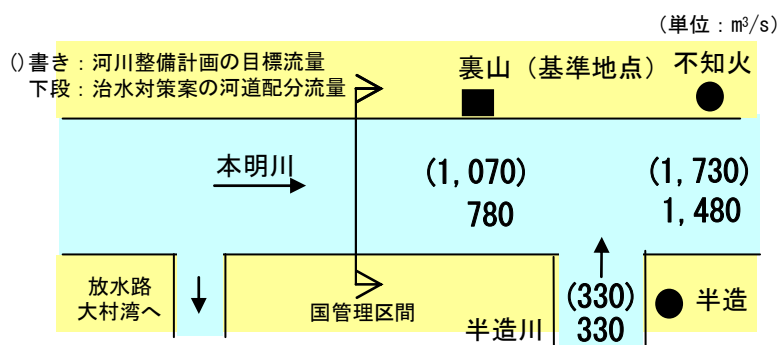 (単位：m³/s)
()書き：河川整備計画の目標流量
下段：治水対策案の河道配分流量
裏山（基準地点）
不知火
本明川
(1,070)
780
(1,730)
1,480
放水路
大村湾へ
国管理区間
半造川
(330)
330
半造